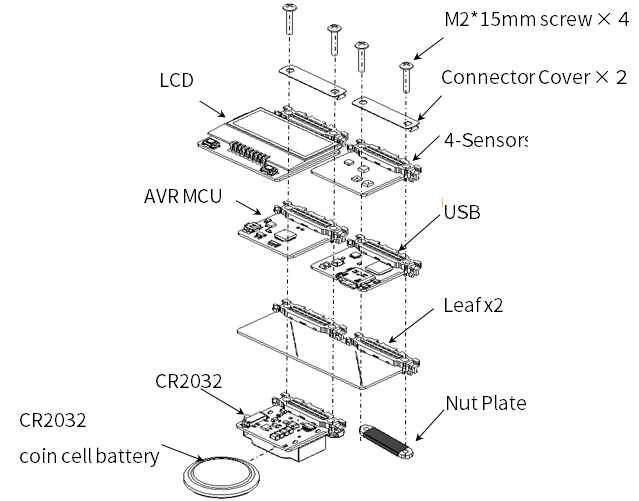 M2*15mm screw × 4
Connector Cover × 2
LCD
4-Sensors
AVR MCU
USB
Leaf x2
CR2032
Nut Plate
CR2032
coin cell battery